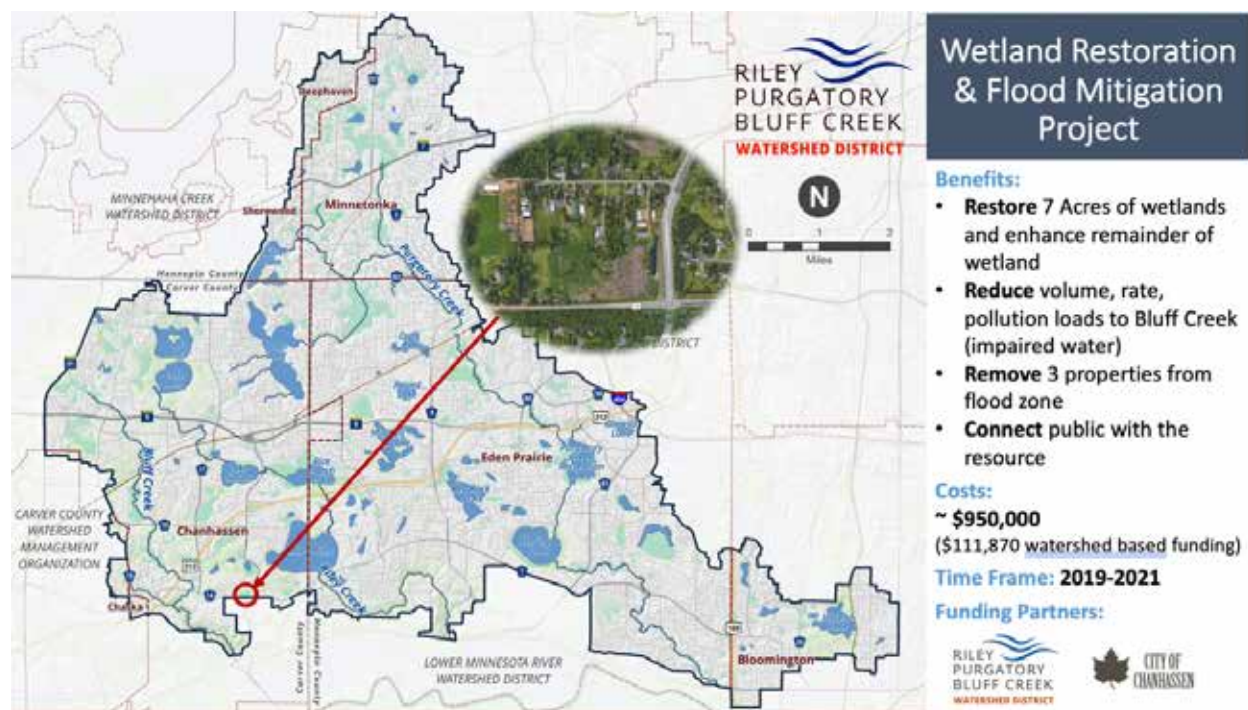 Deephaven
MINNEHAHA CREEK
WATERSHED DISTRICT
Shorewood
Minnetonka
Hennepin County
Carver County
Purgatory Creek
DISTRICT
Bluff Creek
Eden Prairie
CARVER COUNTY
WATERSHED
MANAGEMENT
ORGANIZATION
Chanhassen
Chaska
Riley Creek
Carver County
Hennepin County
LOWER MINNESOTA RIVER
WATERSHED DISTRICT
Bloomington
RILEY
PURGATORY
BLUFF CREEK
WATERSHED DISTRICT
N
0 1 2
Miles
Wetland Restoration
& Flood Mitigation
Project
Benefits:
• Restore 7 Acres of wetlands
and enhance remainder of
wetland
• Reduce volume, rate,
pollution loads to Bluff Creek
(impaired water)
• Remove 3 properties from
flood zone
• Connect public with the
resource
Costs:
~ $950,000
($111,870 watershed based funding)
Time Frame: 2019-2021
Funding Partners:
RILEY
PURGATORY
BLUFF CREEK
WATERSHED DISTRICT
CITY OF
CHANHASSEN